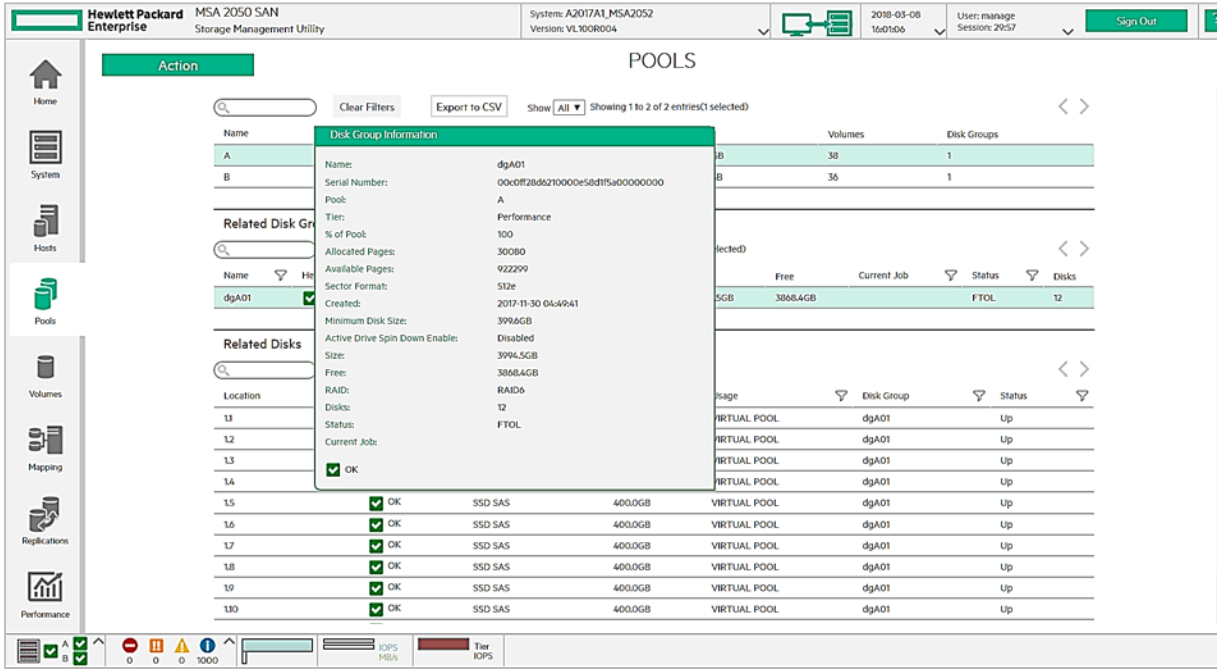 Hewlett Packard Enterprise
MSA 2050 SAN
Storage Management Utility
System: A2017A1_MSA2052
Version: VL100R004
2018-03-08
16:01:06
User: manage
Session: 29:57
Sign Out
Action
POOLS
Home
System
Hosts
Pools
Volumes
Mapping
Replications
Performance
Clear Filters Export to CSV Show All Showing 1 to 2 of 2 entries(1 selected)
Name Volumes Disk Groups
A 38 1
B 36 1
Disk Group Information
Name: dgA01
Serial Number: 00c0ff28d6210000e58d1f5a00000000
Pool: A
Tier: Performance
% of Pool: 100
Allocated Pages: 30080
Available Pages: 922299
Sector Format: 512e
Created: 2017-11-30 04:49:41
Minimum Disk Size: 399.6GB
Active Drive Spin Down Enable: Disabled
Size: 3994.5GB
Free: 3868.4GB
RAID: RAID6
Disks: 12
Status: FTOL
Current Job:
OK
Related Disk Gr
Name Free Current Job Status Disks
dgA01 3868.4GB FTOL 12
Related Disks
Location Disk Group Status
1.1 VIRTUAL POOL dgA01 Up
1.2 VIRTUAL POOL dgA01 Up
1.3 VIRTUAL POOL dgA01 Up
1.4 VIRTUAL POOL dgA01 Up
1.5 OK SSD SAS 400.0GB VIRTUAL POOL dgA01 Up
1.6 OK SSD SAS 400.0GB VIRTUAL POOL dgA01 Up
1.7 OK SSD SAS 400.0GB VIRTUAL POOL dgA01 Up
1.8 OK SSD SAS 400.0GB VIRTUAL POOL dgA01 Up
1.9 OK SSD SAS 400.0GB VIRTUAL POOL dgA01 Up
1.10 OK SSD SAS 400.0GB VIRTUAL POOL dgA01 Up
A
B
0 0 0 1000
IOPS
MB/s
Tier
IOPS